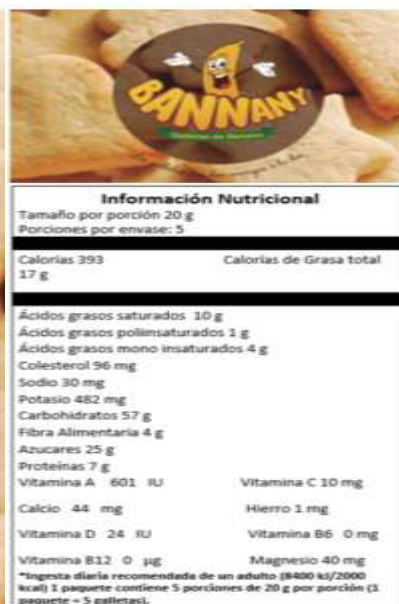 BANNANY
Información Nutricional
Tamaño por porción 20 g
Porciones por envase: 5
Calorías 393 Calorías de Grasa total
17 g
Ácidos grasos saturados 10 g
Ácidos grasos poliinsaturados 1 g
Ácidos grasos mono insaturados 4 g
Colesterol 96 mg
Sodio 30 mg
Potasio 482 mg
Carbohidratos 57 g
Fibra Alimentaria 4 g
Azucares 25 g
Proteínas 7 g
Vitamina A 601 IU Vitamina C 10 mg
Calcio 44 mg Hierro 1 mg
Vitamina D 24 IU Vitamina B6 0 mg
Vitamina B12 0 µg Magnesio 40 mg
*Ingesta diaria recomendada de un adulto (8400 kJ/2000
kcal) 1 paquete contiene 5 porciones de 20 g por porción (1
paquete = 5 galletas).